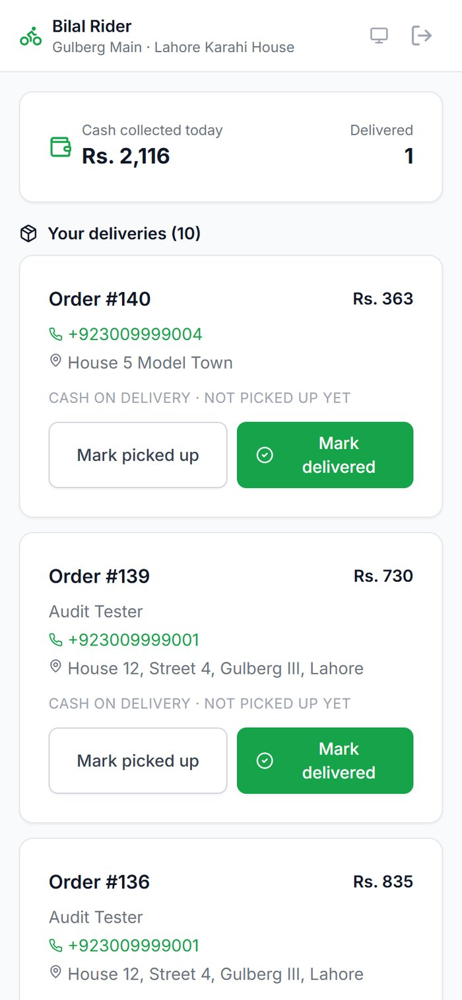 Bilal Rider
Gulberg Main · Lahore Karahi House
Cash collected today
Rs. 2,116
Delivered
1
Your deliveries (10)
Order #140
Rs. 363
+923009999004
House 5 Model Town
CASH ON DELIVERY · NOT PICKED UP YET
Mark picked up
Mark
delivered
Order #139
Rs. 730
Audit Tester
+923009999001
House 12, Street 4, Gulberg III, Lahore
CASH ON DELIVERY · NOT PICKED UP YET
Mark picked up
Mark
delivered
Order #136
Rs. 835
Audit Tester
+923009999001
House 12, Street 4, Gulberg III, Lahore